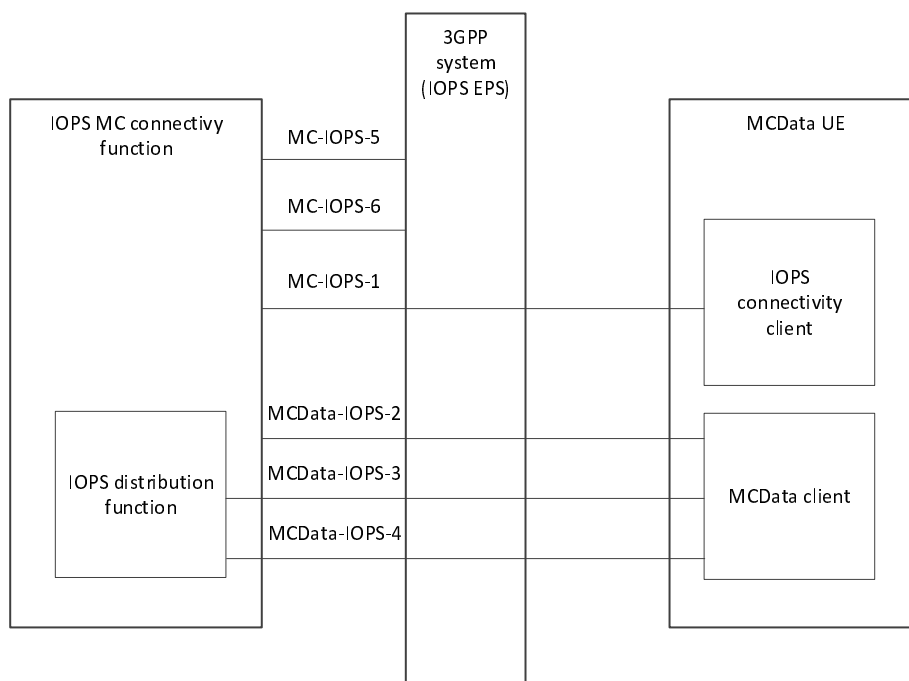 3GPP
system
(IOPS EPS)
IOPS MC connectivy
function
MC-IOPS-5
MCData UE
MC-IOPS-6
MC-IOPS-1
IOPS
connectivity
client
MCData-IOPS-2
MCData-IOPS-3
IOPS distribution
function
MCData client
MCData-IOPS-4